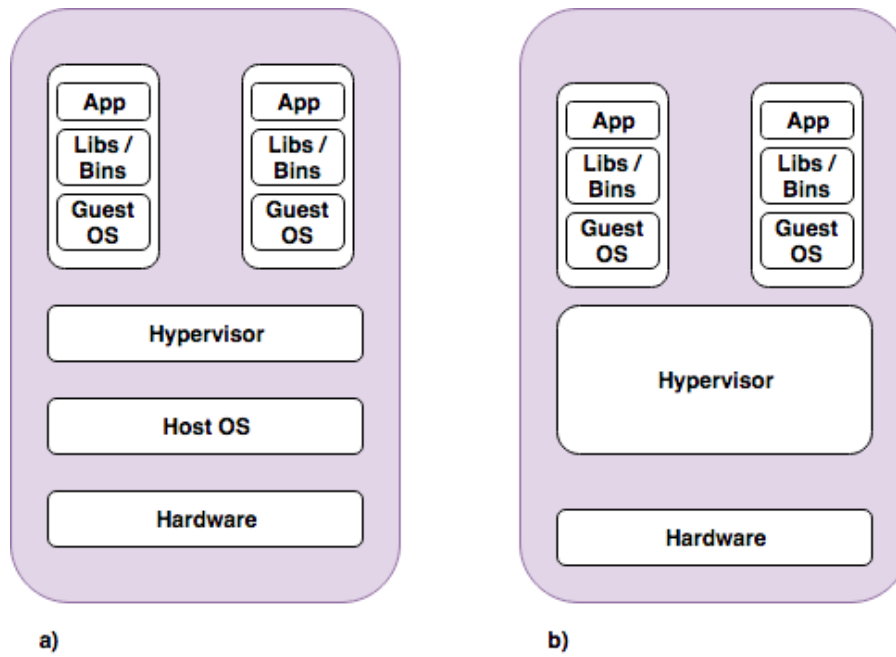 App
Libs /
Bins
Guest
OS
App
Libs /
Bins
Guest
OS
Hypervisor
Host OS
Hardware
a)
App
Libs /
Bins
Guest
OS
App
Libs /
Bins
Guest
OS
Hypervisor
Hardware
b)